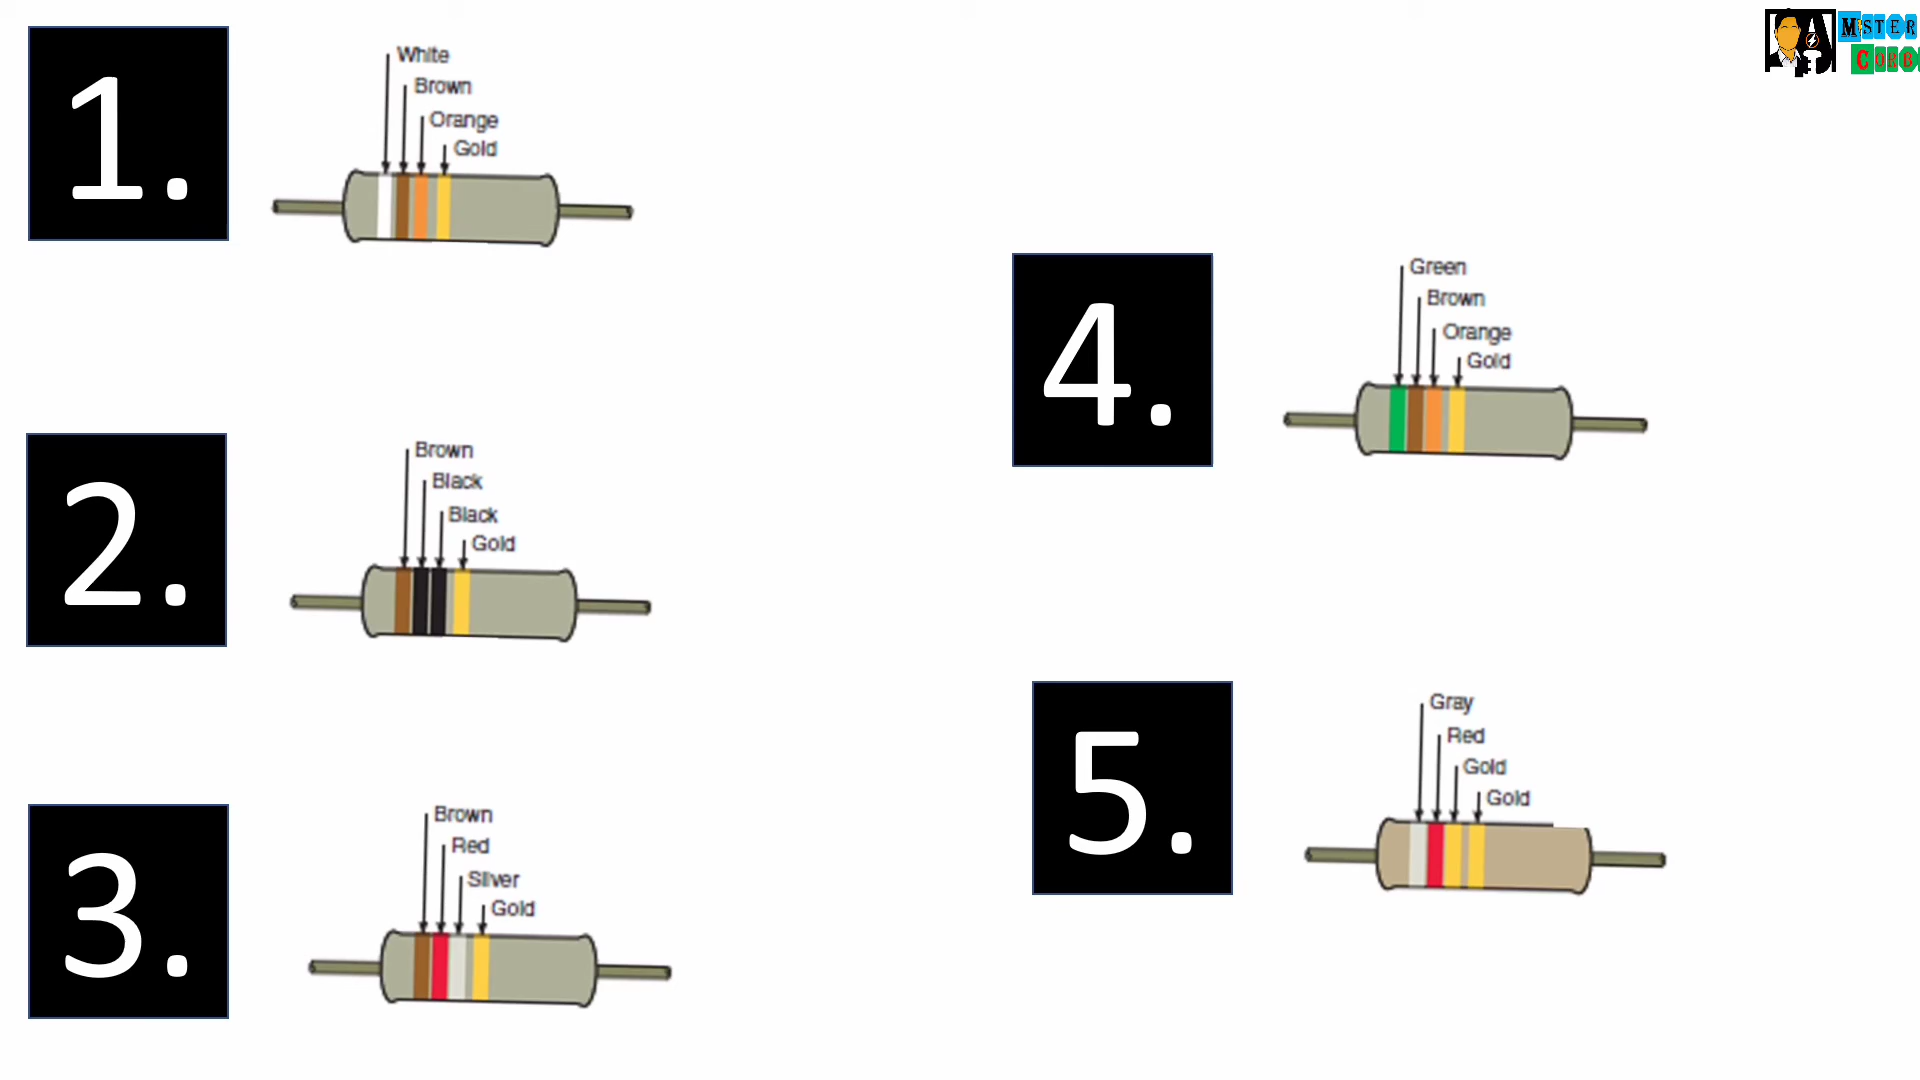 1.
White
Brown
Orange
Gold
2.
Brown
Black
Black
Gold
3.
Brown
Red
Silver
Gold
4.
Green
Brown
Orange
Gold
5.
Gray
Red
Gold
Gold